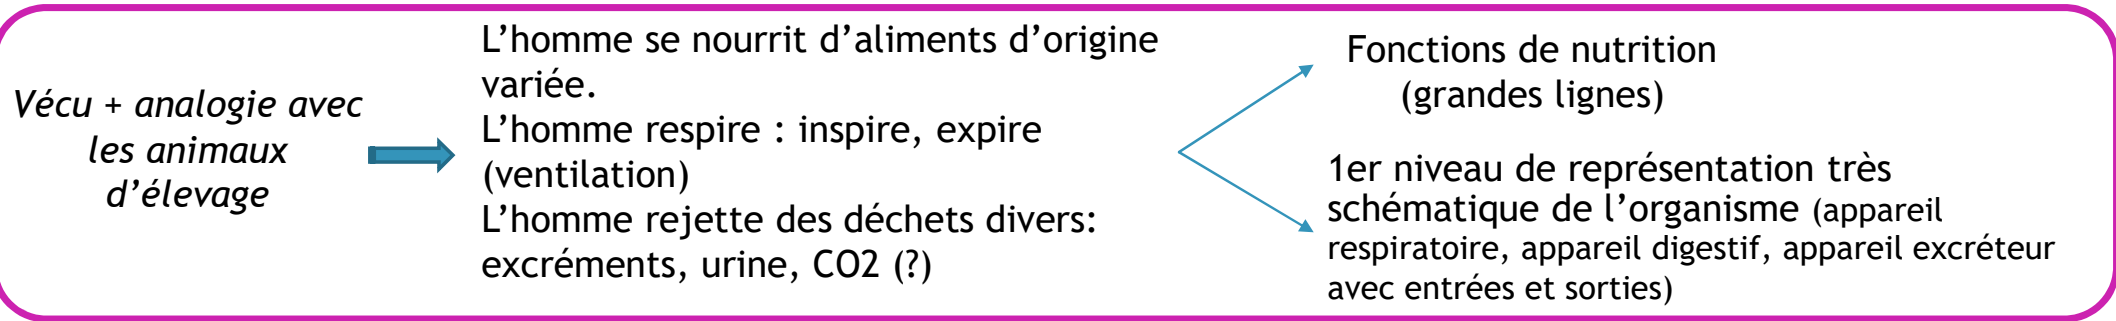 Vécu + analogie avec
les animaux
d’élevage
L’homme se nourrit d’aliments d’origine
variée.
L’homme respire : inspire, expire
(ventilation)
L’homme rejette des déchets divers:
excréments, urine, CO2 (?)
Fonctions de nutrition
(grandes lignes)
1er niveau de représentation très
schématique de l’organisme (appareil
respiratoire, appareil digestif, appareil excréteur
avec entrées et sorties)